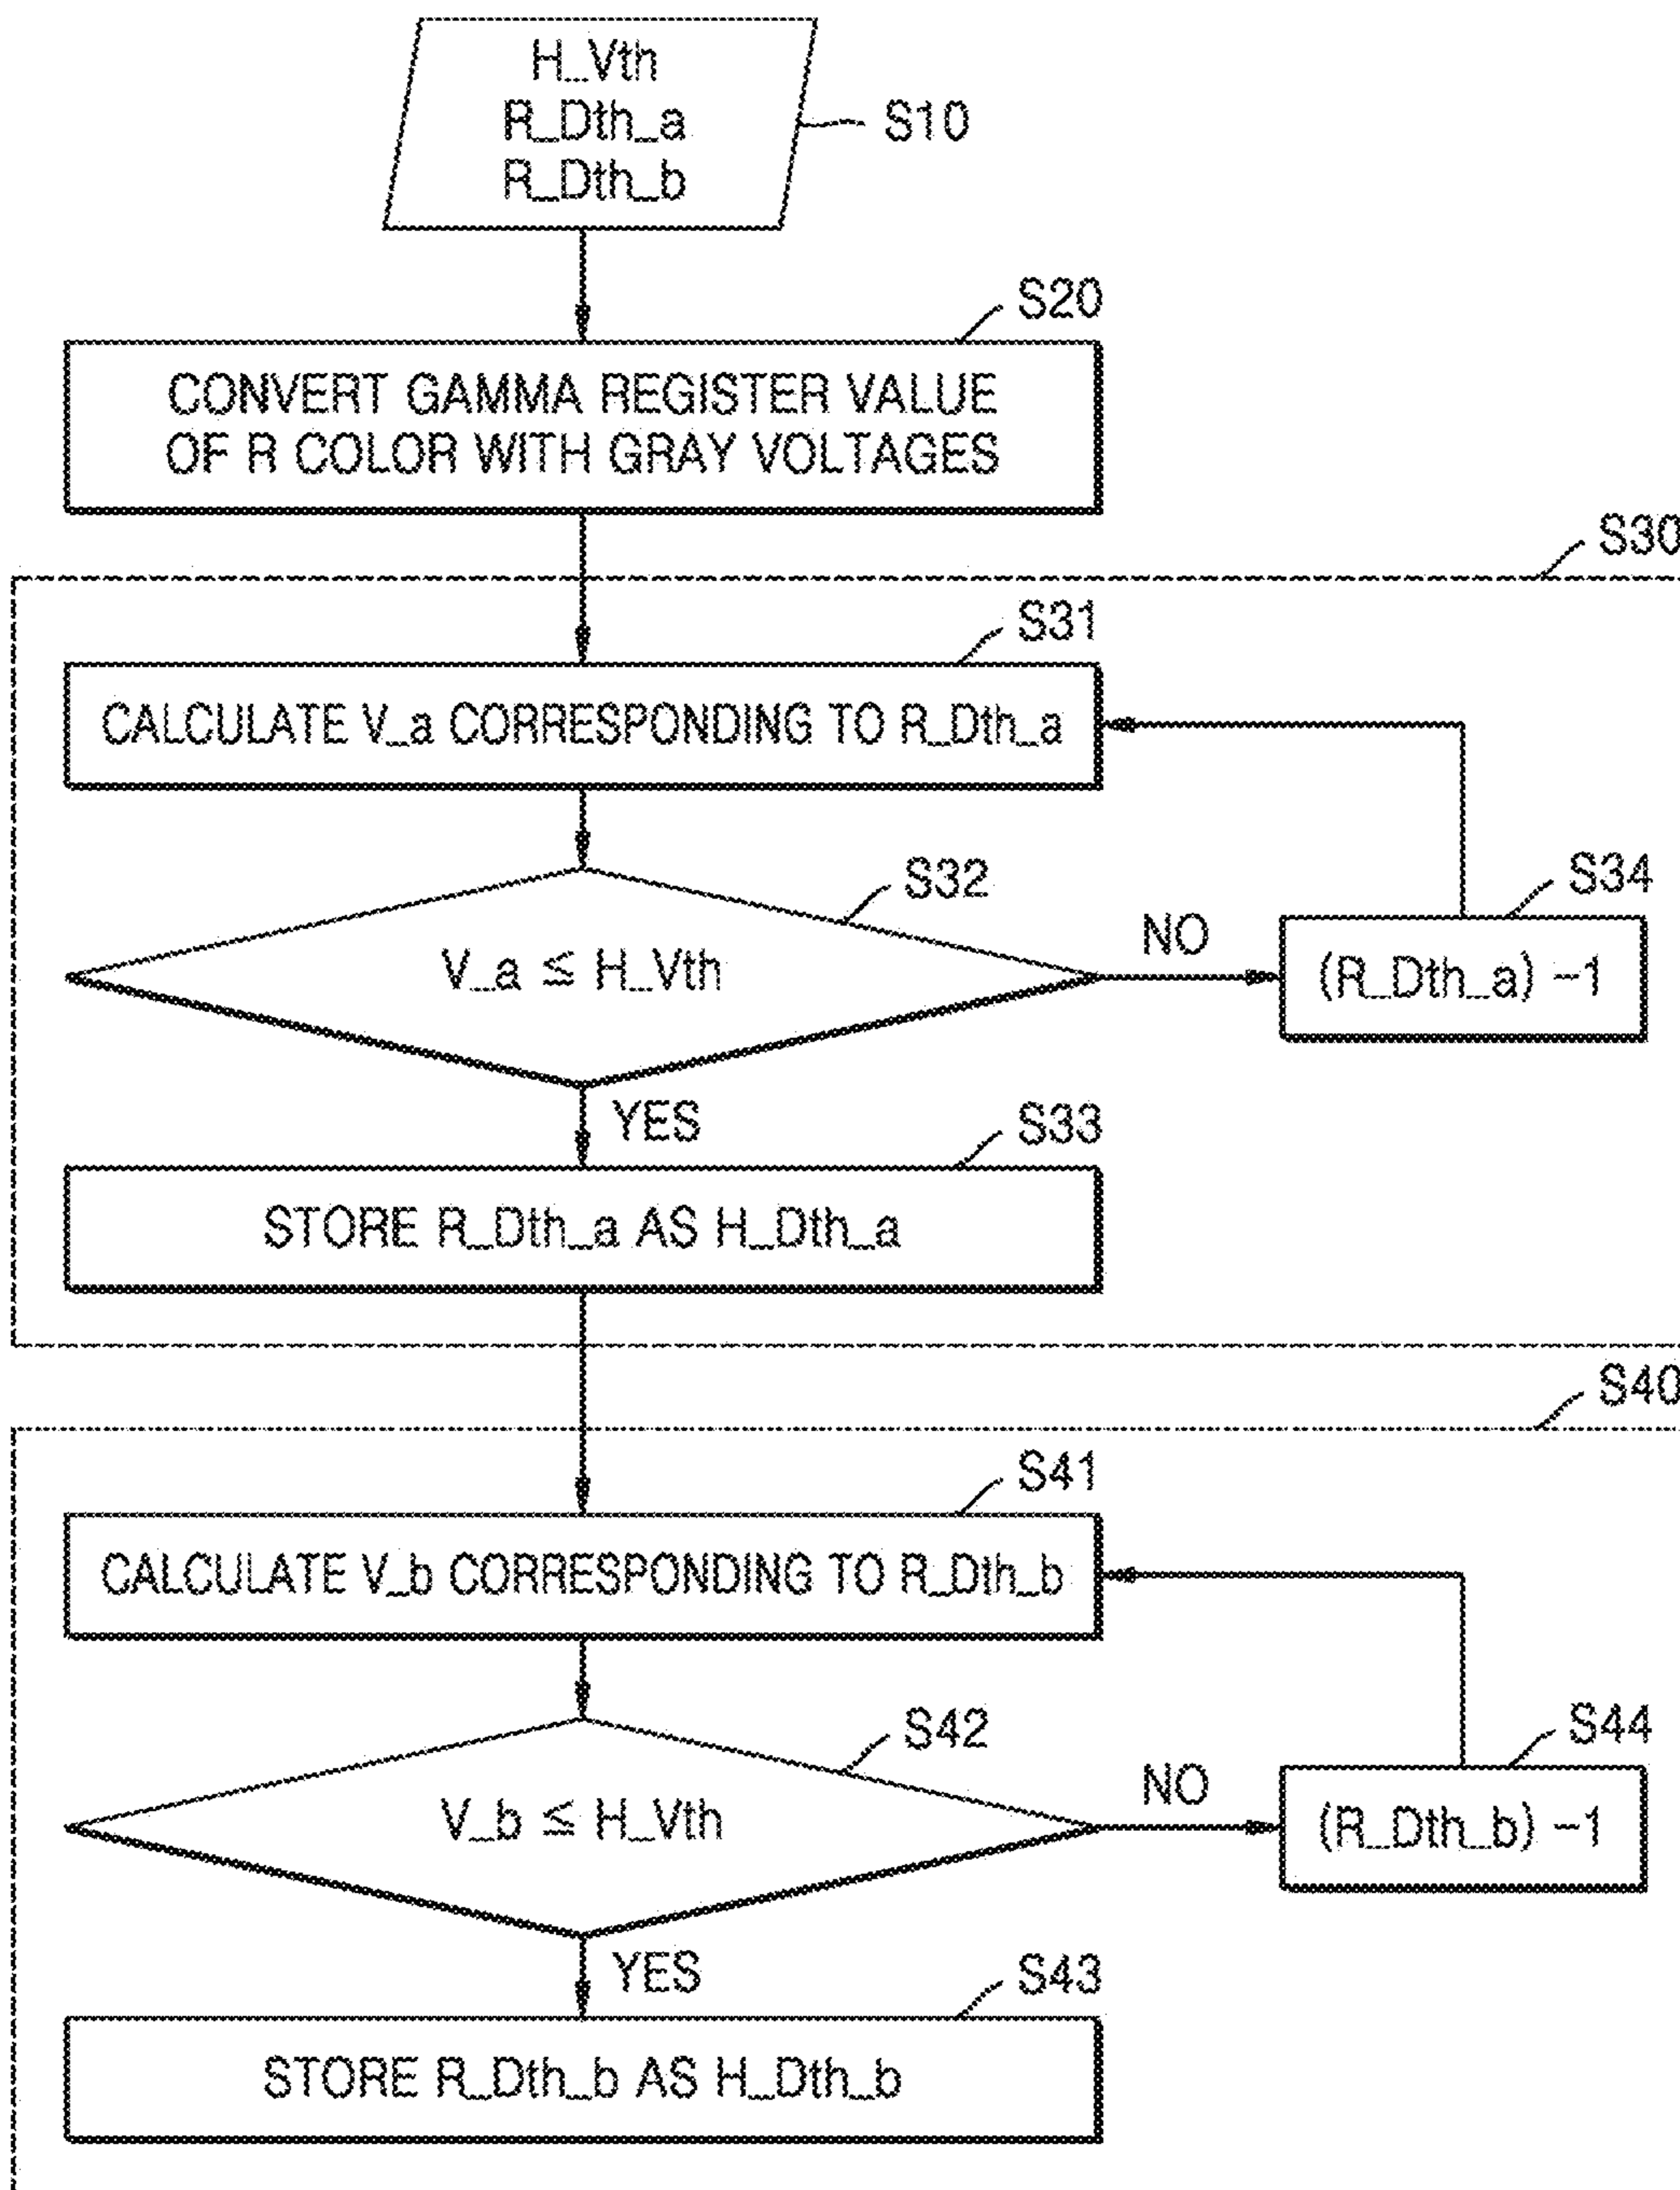 H_Vth
R_Dth_a
R_Dth_b
S10
S20
CONVERT GAMMA REGISTER VALUE
OF R COLOR WITH GRAY VOLTAGES
S30
S31
CALCULATE V_a CORRESPONDING TO R_Dth_a
S32
V_a ≦ H_Vth
NO
S34
(R_Dth_a) -1
YES
S33
STORE R_Dth_a AS H_Dth_a
S40
S41
CALCULATE V_b CORRESPONDING TO R_Dth_b
S42
V_b ≦ H_Vth
NO
S44
(R_Dth_b) -1
YES
S43
STORE R_Dth_b AS H_Dth_b